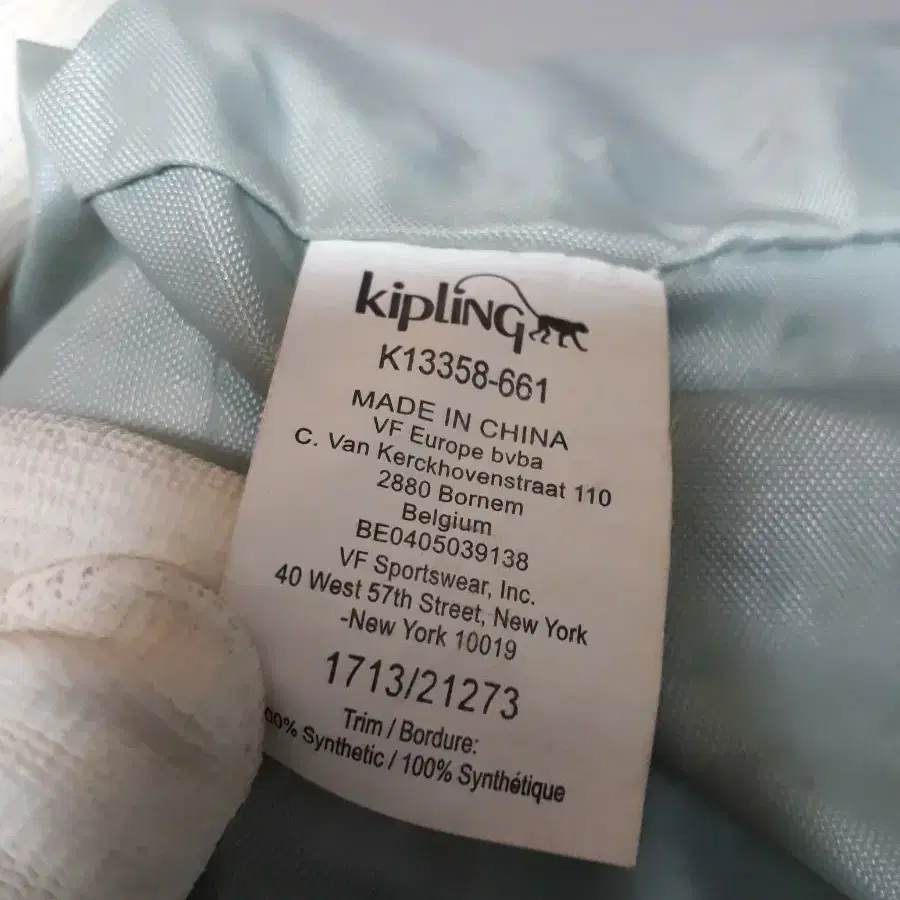 kipling
K13358-661
MADE IN CHINA
VF Europe bvba
C. Van Kerckhovenstraat 110
2880 Bornem
Belgium
BE0405039138
VF Sportswear, Inc.
40 West 57th Street, New York
-New York 10019
1713/21273
Trim / Bordure:
00% Synthetic / 100% Synthétique